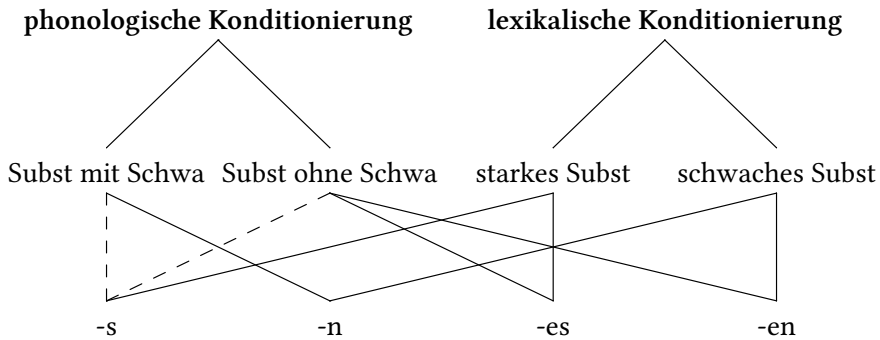 phonologische Konditionierung lexikalische Konditionierung
Subst mit Schwa Subst ohne Schwa starkes Subst schwaches Subst
-s -n -es -en